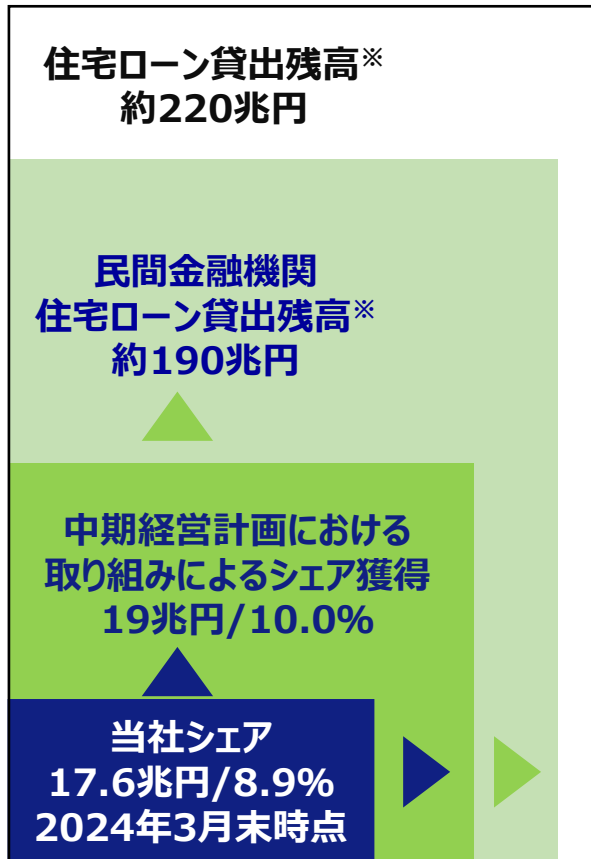 住宅ローン貸出残高※
約220兆円
民間金融機関
住宅ローン貸出残高※
約190兆円
中期経営計画における
取り組みによるシェア獲得
19兆円/10.0%
当社シェア
17.6兆円/8.9%
2024年3月末時点